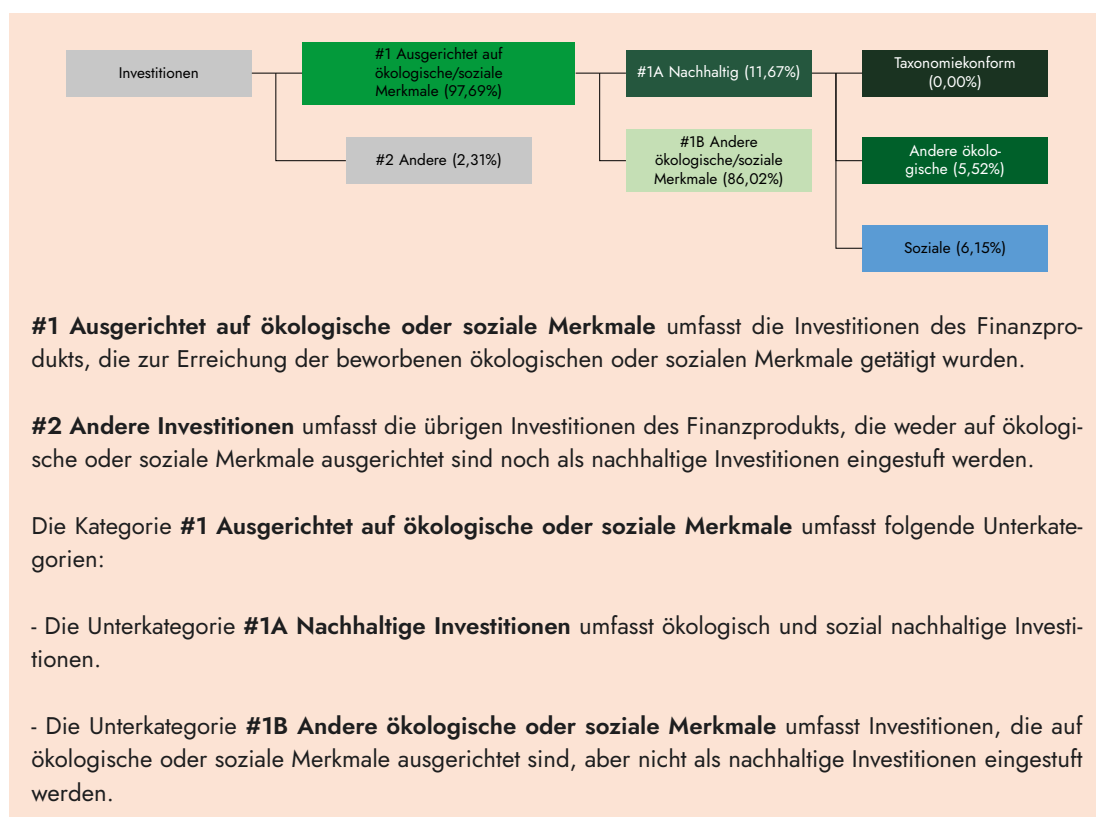 Investitionen
#1 Ausgerichtet auf
ökologische/soziale
Merkmale (97,69%)
#1A Nachhaltig (11,67%)
Taxonomiekonform
(0,00%)
#2 Andere (2,31%)
#1B Andere
ökologische/soziale
Merkmale (86,02%)
Andere ökolo-
gische (5,52%)
Soziale (6,15%)
#1 Ausgerichtet auf ökologische oder soziale Merkmale umfasst die Investitionen des Finanzpro-
dukts, die zur Erreichung der beworbenen ökologischen oder sozialen Merkmale getätigt wurden.
#2 Andere Investitionen umfasst die übrigen Investitionen des Finanzprodukts, die weder auf ökologi-
sche oder soziale Merkmale ausgerichtet sind noch als nachhaltige Investitionen eingestuft werden.
Die Kategorie #1 Ausgerichtet auf ökologische oder soziale Merkmale umfasst folgende Unterkate-
gorien:
- Die Unterkategorie #1A Nachhaltige Investitionen umfasst ökologisch und sozial nachhaltige Investi-
tionen.
- Die Unterkategorie #1B Andere ökologische oder soziale Merkmale umfasst Investitionen, die auf
ökologische oder soziale Merkmale ausgerichtet sind, aber nicht als nachhaltige Investitionen eingestuft
werden.